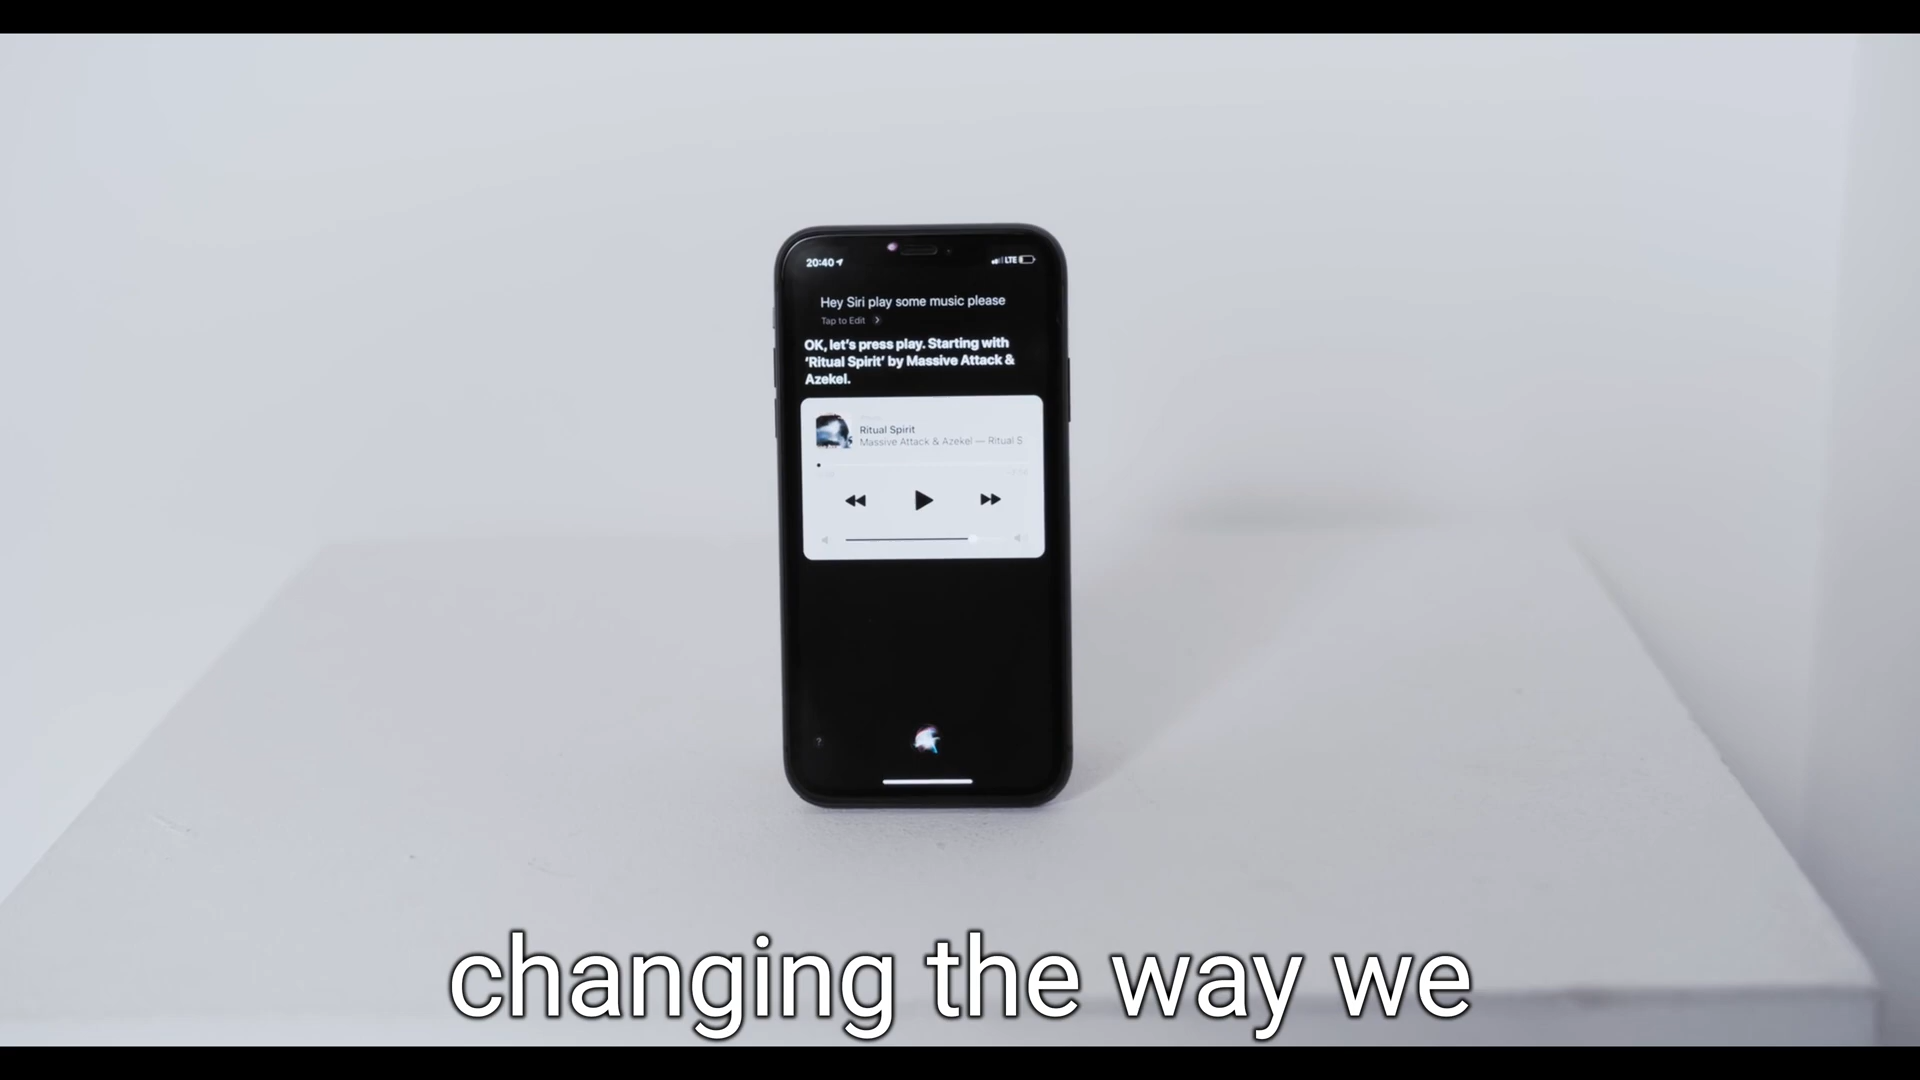 20:40
LTE
Hey Siri play some music please
Tap to Edit
OK, let's press play. Starting with
'Ritual Spirit' by Massive Attack &
Azekel.
Ritual Spirit
Massive Attack & Azekel — Ritual S
?
changing the way we